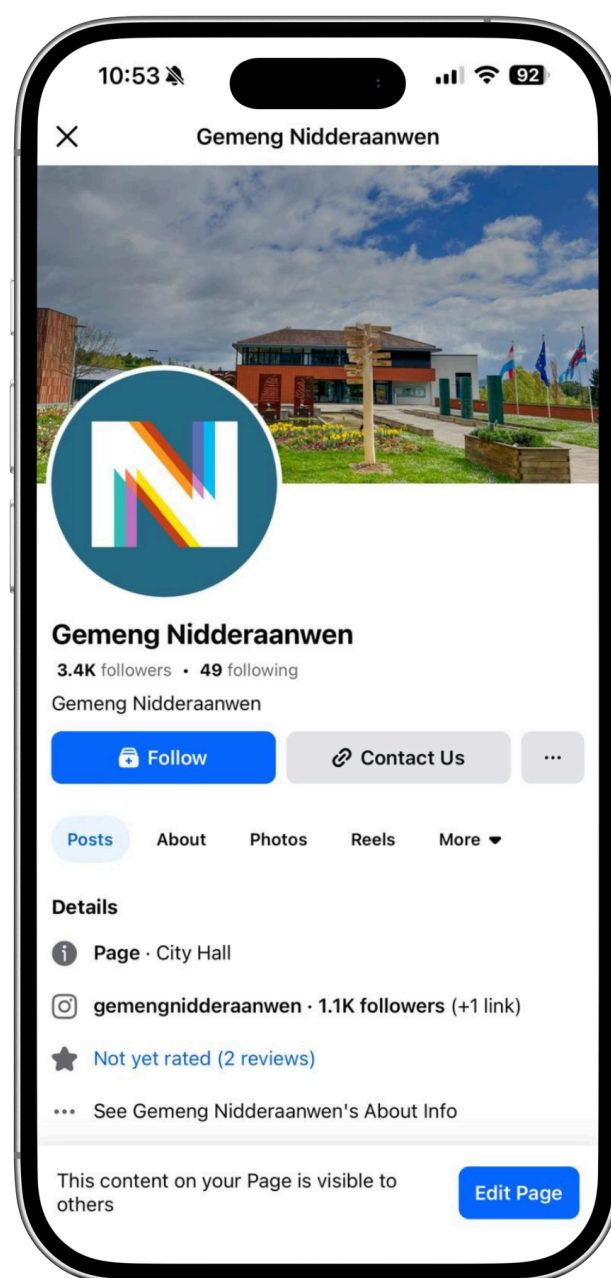 10:53
92
Gemeng Nidderaanwen
N
Gemeng Nidderaanwen
3.4K followers • 49 following
Gemeng Nidderaanwen
Follow
Contact Us
...
Posts
About
Photos
Reels
More
Details
Page · City Hall
gemengnidderaanwen · 1.1K followers (+1 link)
Not yet rated (2 reviews)
... See Gemeng Nidderaanwen's About Info
This content on your Page is visible to
others
Edit Page